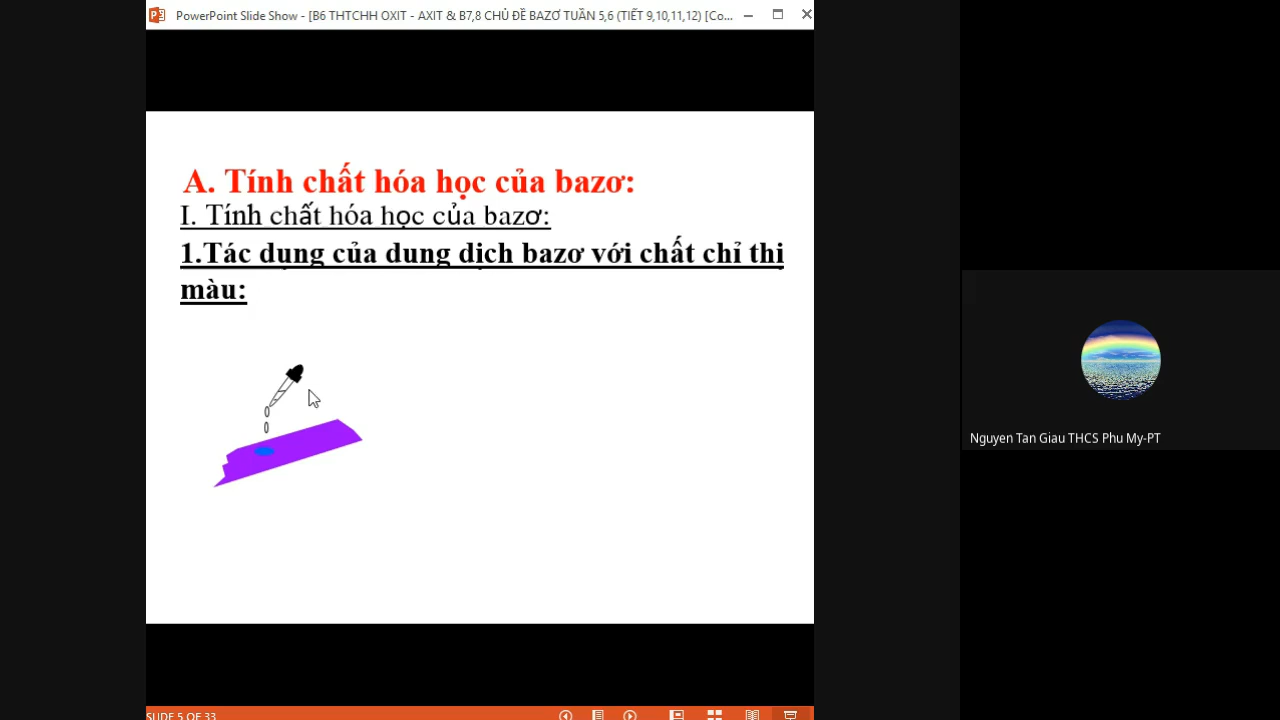 PowerPoint Slide Show - [B6 THTCHH OXIT - AXIT & B7,8 CHỦ ĐỀ BAZƠ TUẦN 5,6 (TIẾT 9,10,11,12) [Co...
A. Tính chất hóa học của bazơ:
I. Tính chất hóa học của bazơ:
1.Tác dụng của dung dịch bazơ với chất chỉ thị
màu:
Nguyen Tan Giau THCS Phu My-PT
SLIDE 5 OF 33